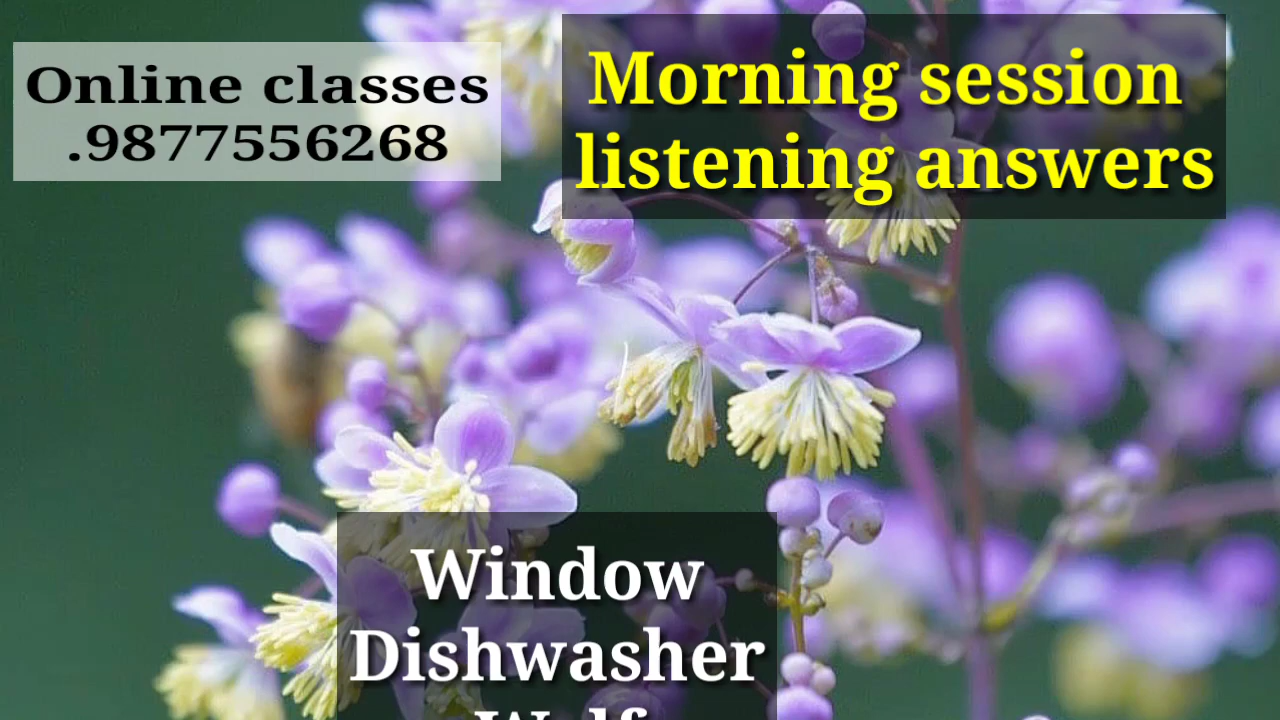 Online classes
.9877556268
Morning session
listening answers
Window
Dishwasher